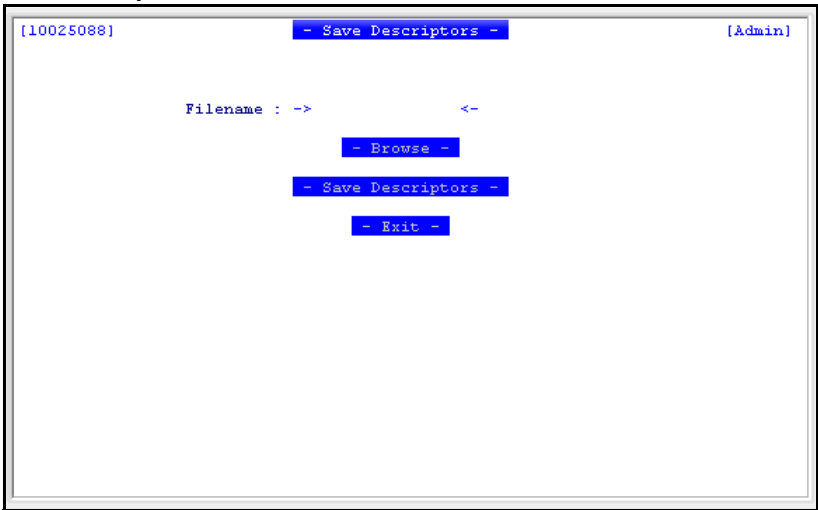 [10025088] - Save Descriptors - [Admin]
Filename : -> <-
- Browse -
- Save Descriptors -
- Exit -